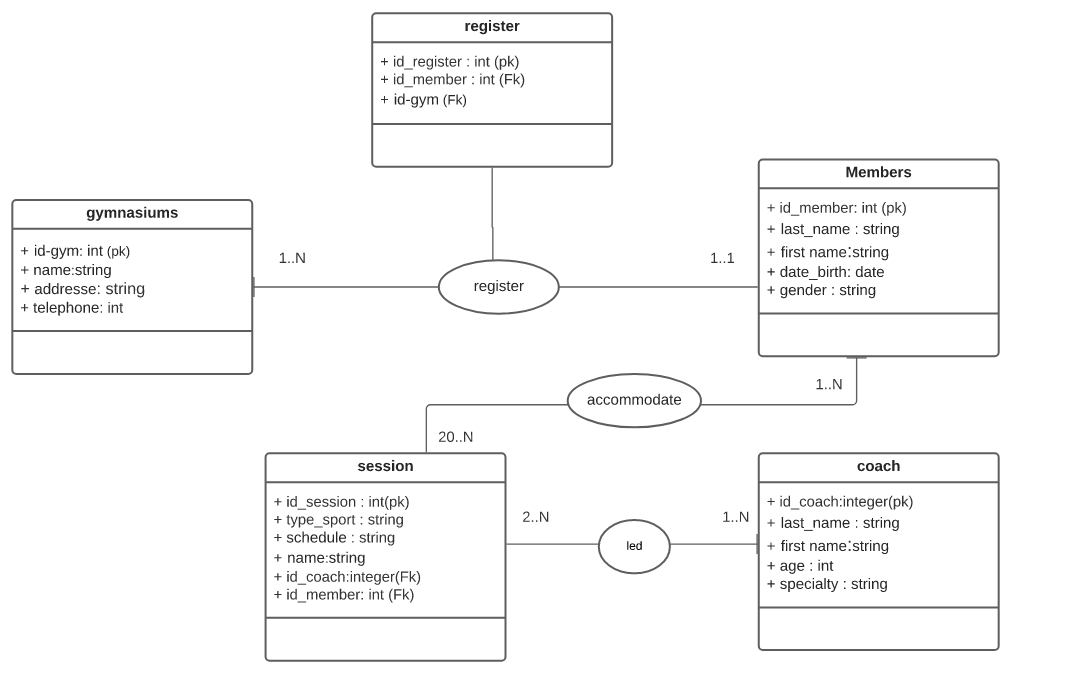 register
+ id_register : int (pk)
+ id_member : int (Fk)
+ id-gym (Fk)
Members
+ id_member: int (pk)
+ last_name : string
+ first name:string
+ date_birth: date
+ gender : string
gymnasiums
+ id-gym: int (pk)
+ name:string
+ addresse: string
+ telephone: int
1..N
register
1..1
accommodate
1..N
20..N
session
+ id_session : int(pk)
+ type_sport : string
+ schedule : string
+ name:string
+ id_coach:integer(Fk)
+ id_member: int (Fk)
2..N
led
1..N
coach
+ id_coach:integer(pk)
+ last_name : string
+ first name:string
+ age : int
+ specialty : string